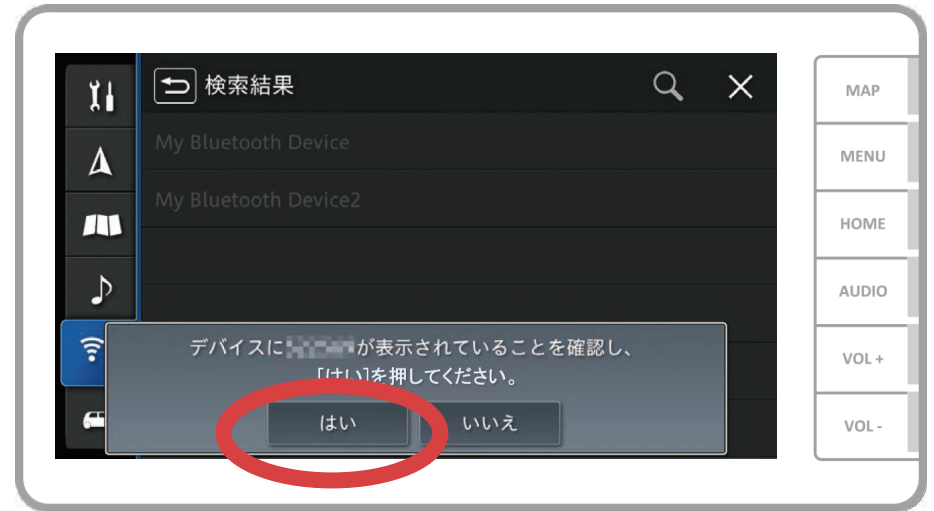 検索結果
My Bluetooth Device
My Bluetooth Device2
デバイスに が表示されていることを確認し、
[はい]を押してください。
はい
いいえ
MAP
MENU
HOME
AUDIO
VOL +
VOL -